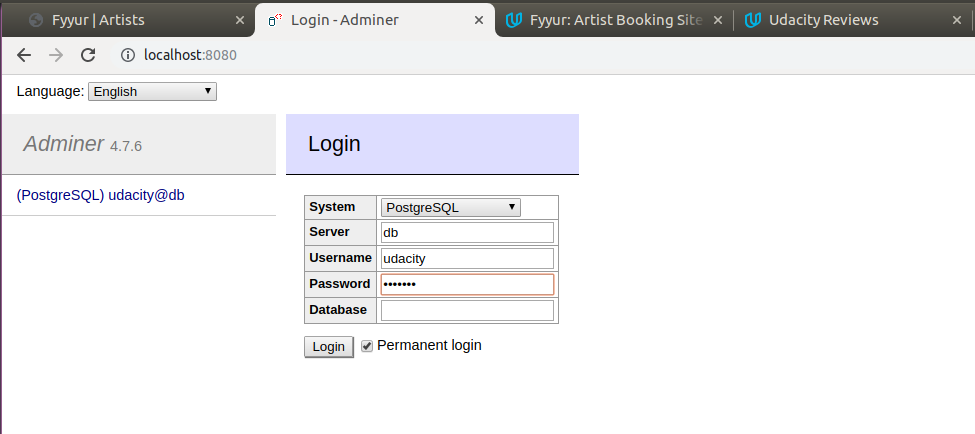 Fyyur | Artists
Login - Adminer
Fyyur: Artist Booking Site
Udacity Reviews
localhost:8080
Language: English
Adminer 4.7.6
Login
(PostgreSQL) udacity@db
System PostgreSQL
Server db
Username udacity
Password •••••••
Database
Login Permanent login